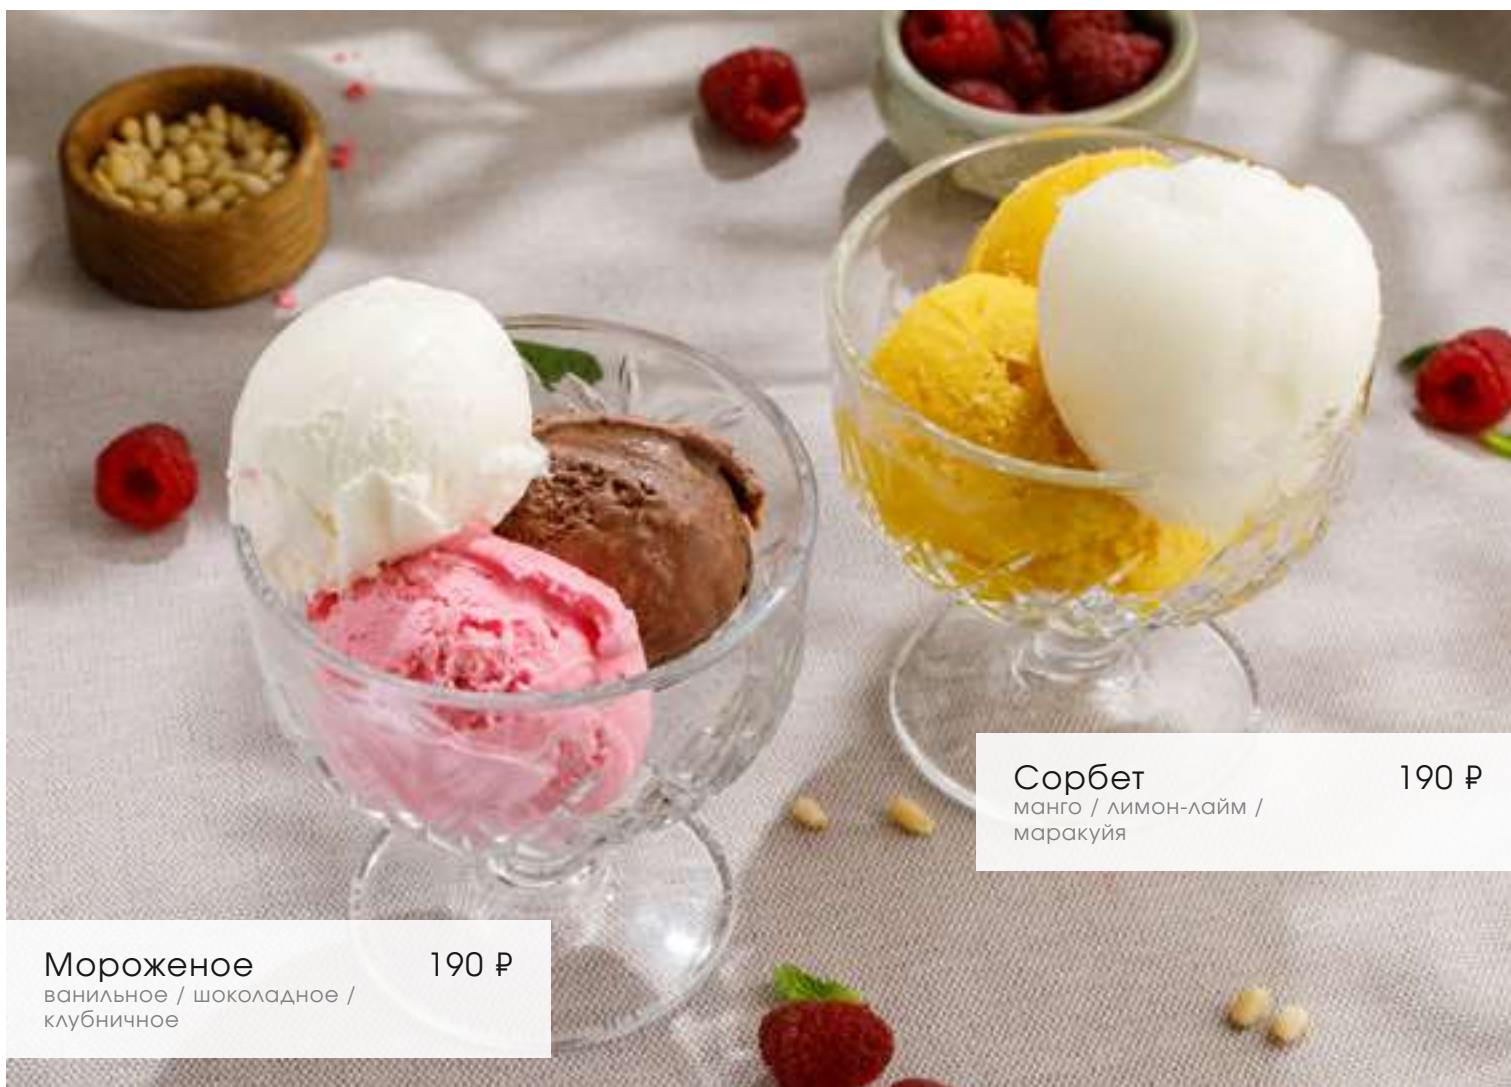 Сорбет 190 ₽
манго / лимон-лайм /
маракуйя
Мороженое 190 ₽
ванильное / шоколадное /
клубничное